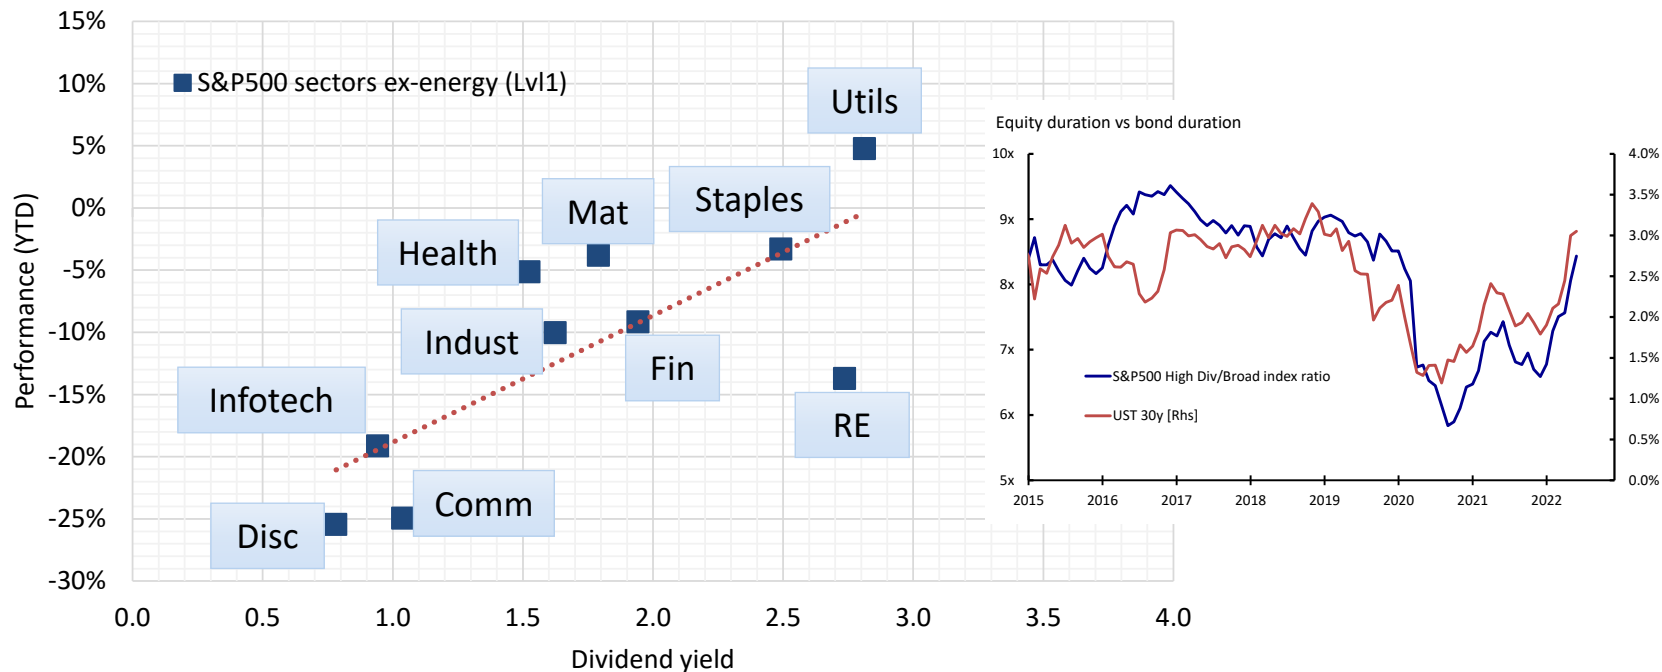 15%
10%
5%
0%
-5%
-10%
-15%
-20%
-25%
-30%
Performance (YTD)
S&P500 sectors ex-energy (Lvl1)
Utils
Staples
Mat
Health
Indust
Fin
Infotech
RE
Comm
Disc
0.0 0.5 1.0 1.5 2.0 2.5 3.0 3.5 4.0
Dividend yield
Equity duration vs bond duration
10x
9x
8x
7x
6x
5x
4.0%
3.5%
3.0%
2.5%
2.0%
1.5%
1.0%
0.5%
0.0%
S&P500 High Div/Broad index ratio
UST 30y [Rhs]
2015 2016 2017 2018 2019 2020 2021 2022